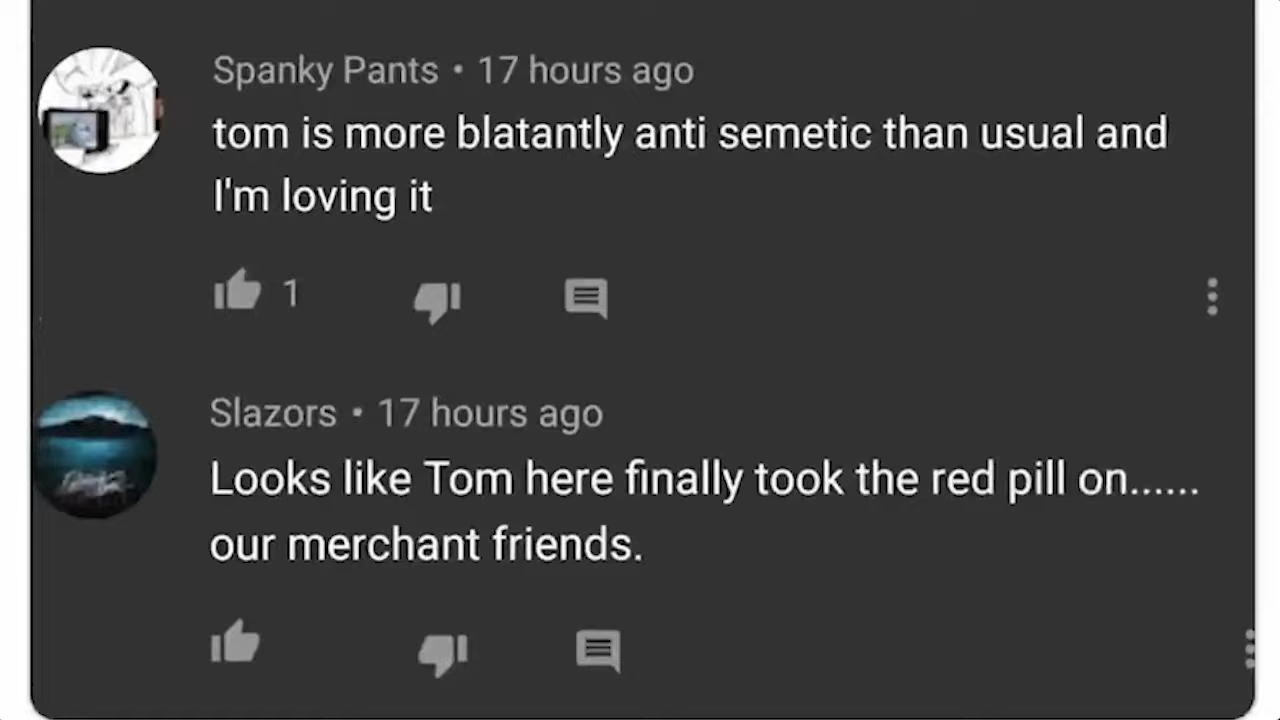 Spanky Pants • 17 hours ago
tom is more blatantly anti semetic than usual and
I'm loving it
1
Slazors • 17 hours ago
Looks like Tom here finally took the red pill on......
our merchant friends.